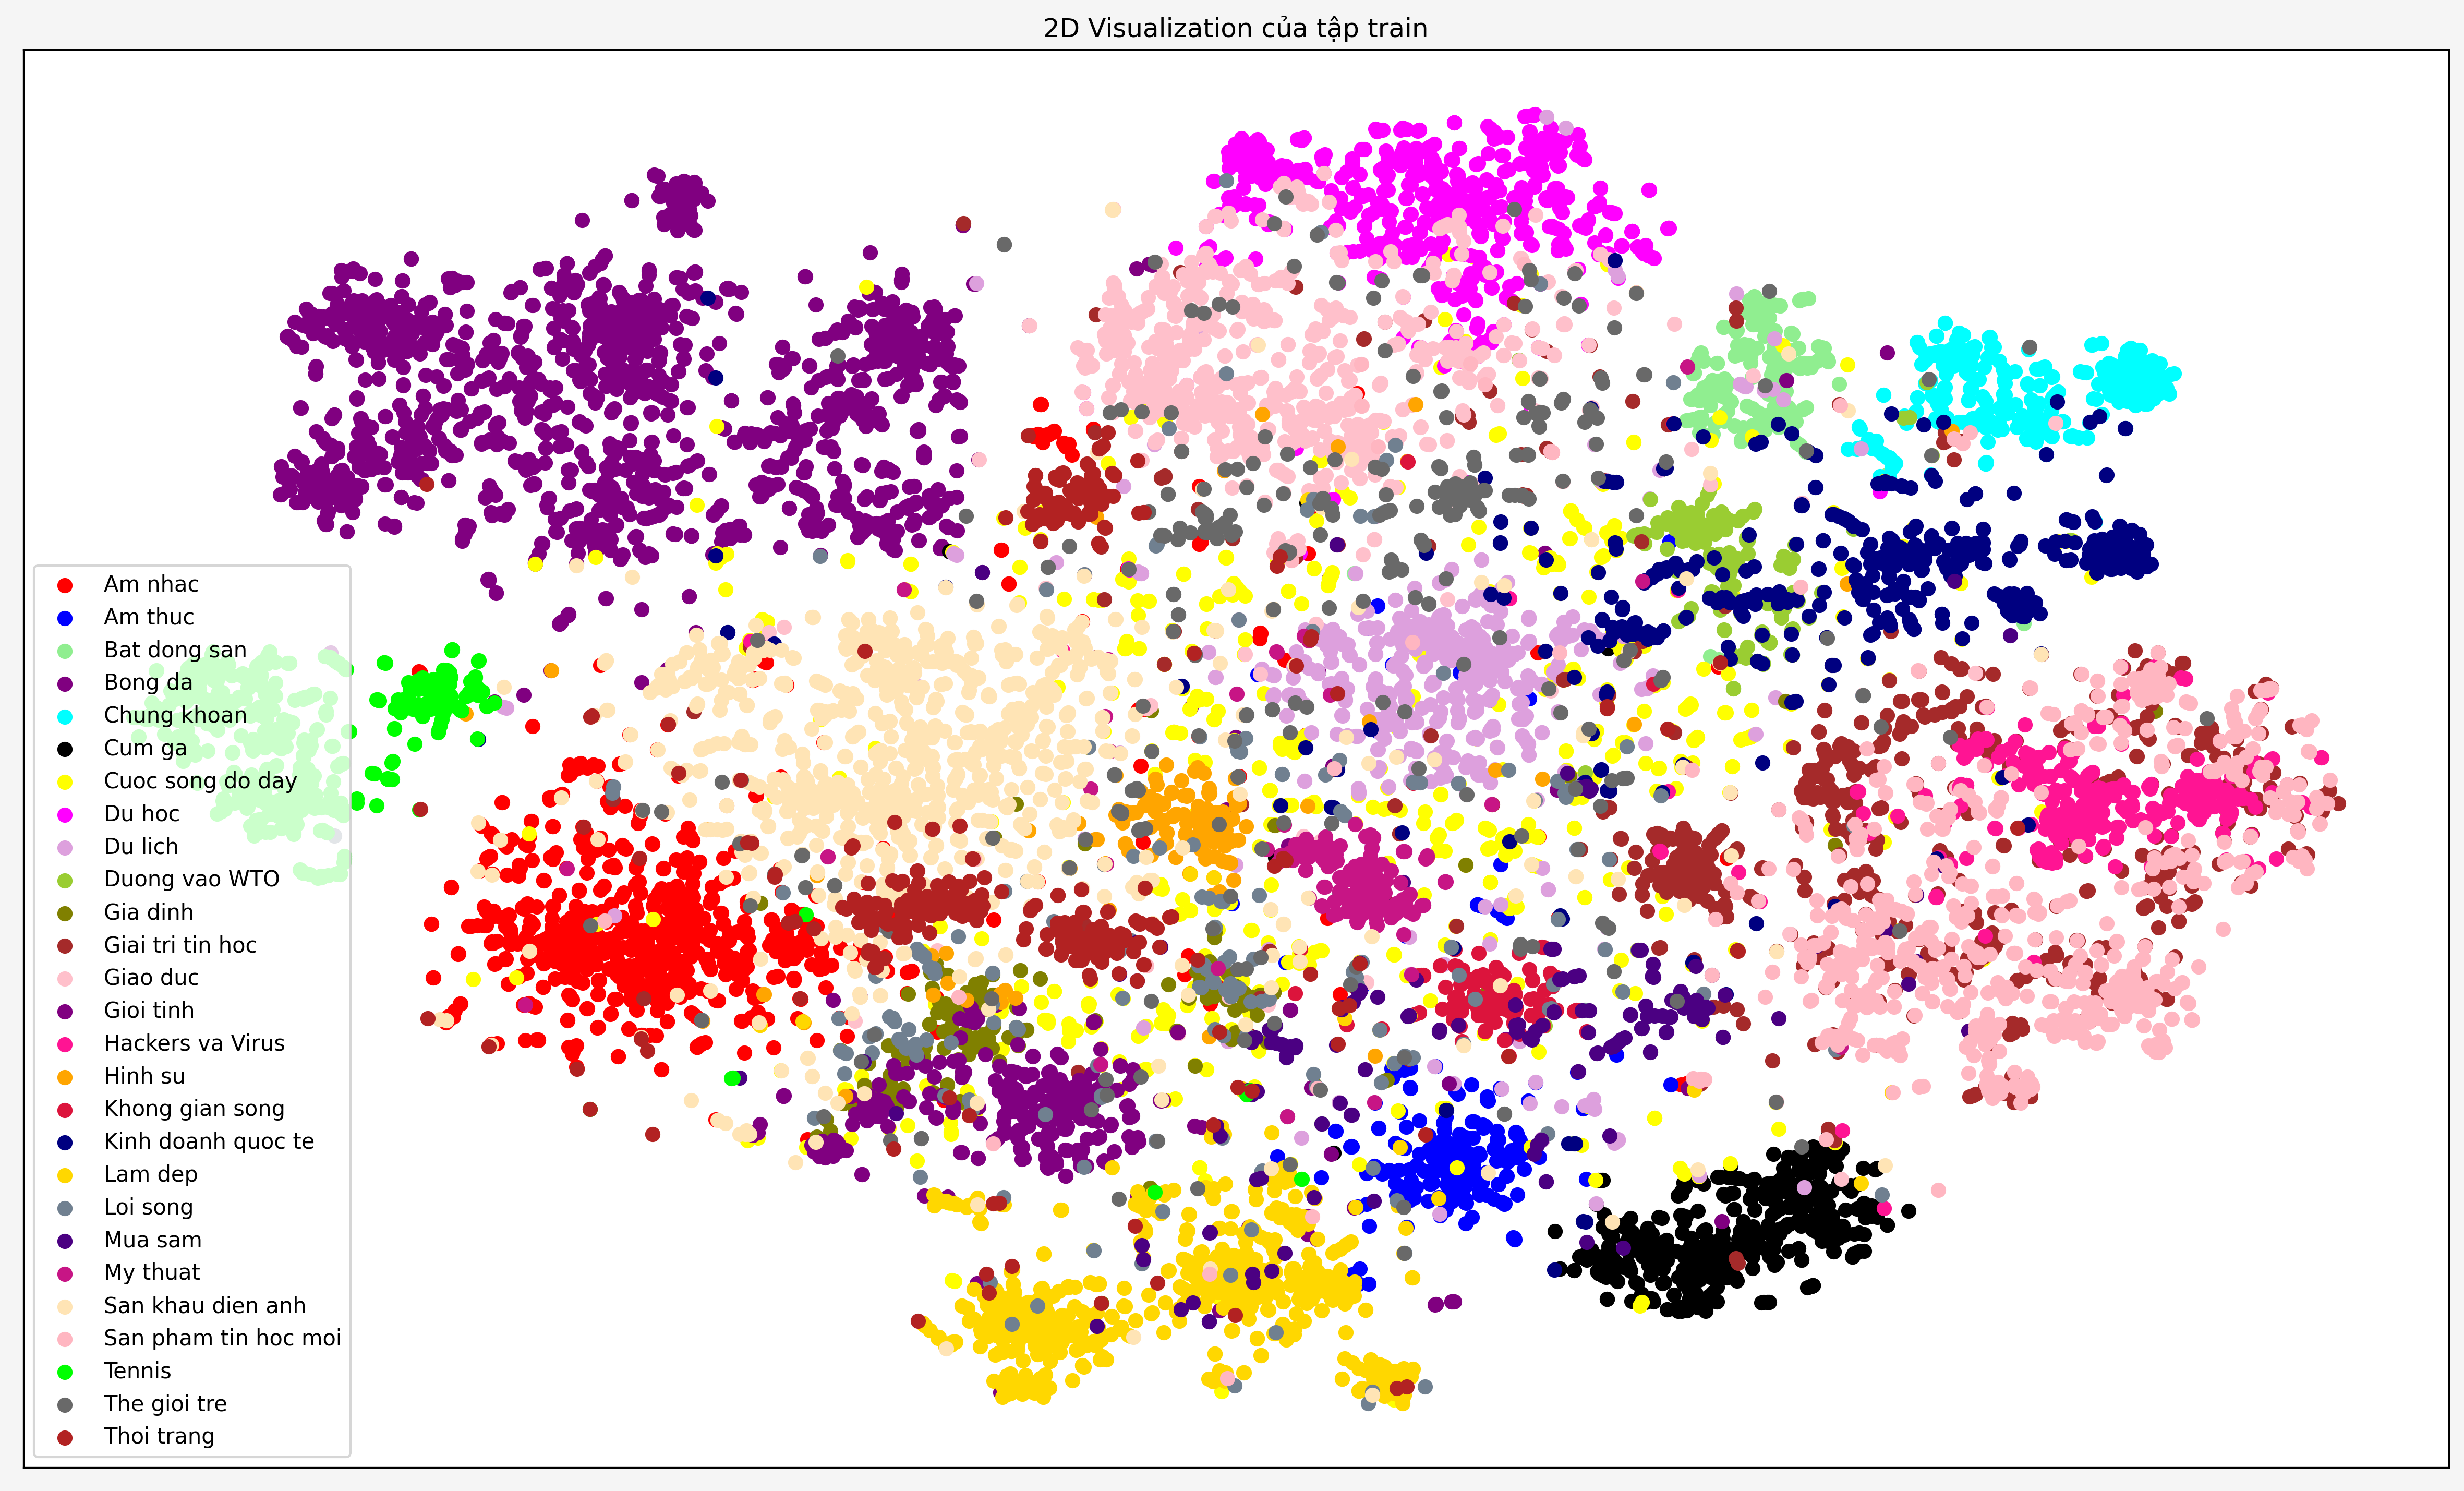 2D Visualization của tập train
Am nhac
Am thuc
Bat dong san
Bong da
Chung khoan
Cum ga
Cuoc song do day
Du hoc
Du lich
Duong vao WTO
Gia dinh
Giai tri tin hoc
Giao duc
Gioi tinh
Hackers va Virus
Hinh su
Khong gian song
Kinh doanh quoc te
Lam dep
Loi song
Mua sam
My thuat
San khau dien anh
San pham tin hoc moi
Tennis
The gioi tre
Thoi trang